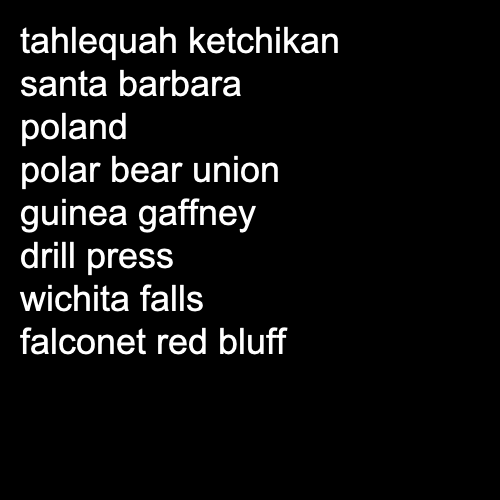 tahlequah ketchikan
santa barbara
poland
polar bear union
guinea gaffney
drill press
wichita falls
falconet red bluff